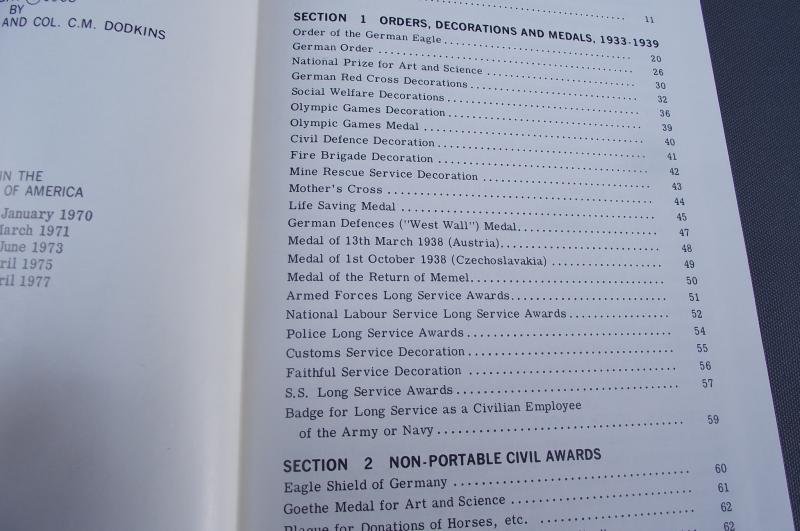 BY
AND COL. C.M. DODKINS
IN THE
OF AMERICA
January 1970
March 1971
June 1973
April 1975
April 1977
11
SECTION 1 ORDERS, DECORATIONS AND MEDALS, 1933-1939
Order of the German Eagle 20
German Order 26
National Prize for Art and Science 30
German Red Cross Decorations 32
Social Welfare Decorations 36
Olympic Games Decoration 39
Olympic Games Medal 40
Civil Defence Decoration 41
Fire Brigade Decoration 42
Mine Rescue Service Decoration 43
Mother's Cross 44
Life Saving Medal 45
German Defences ("West Wall") Medal 47
Medal of 13th March 1938 (Austria) 48
Medal of 1st October 1938 (Czechoslavakia) 49
Medal of the Return of Memel 50
Armed Forces Long Service Awards 51
National Labour Service Long Service Awards 52
Police Long Service Awards 54
Customs Service Decoration 55
Faithful Service Decoration 56
S.S. Long Service Awards 57
Badge for Long Service as a Civilian Employee
of the Army or Navy 59
SECTION 2 NON-PORTABLE CIVIL AWARDS
Eagle Shield of Germany 60
Goethe Medal for Art and Science 61
Plaque for Donations of Horses, etc. 62
62